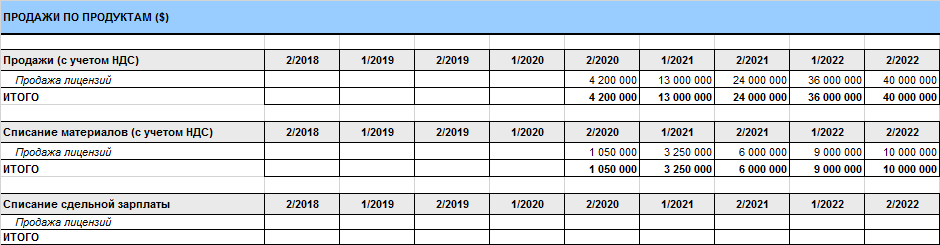 ПРОДАЖИ ПО ПРОДУКТАМ ($)
Продажи (с учетом НДС) 2/2018 1/2019 2/2019 1/2020 2/2020 1/2021 2/2021 1/2022 2/2022
Продажа лицензий 4 200 000 13 000 000 24 000 000 36 000 000 40 000 000
ИТОГО 4 200 000 13 000 000 24 000 000 36 000 000 40 000 000
Списание материалов (с учетом НДС) 2/2018 1/2019 2/2019 1/2020 2/2020 1/2021 2/2021 1/2022 2/2022
Продажа лицензий 1 050 000 3 250 000 6 000 000 9 000 000 10 000 000
ИТОГО 1 050 000 3 250 000 6 000 000 9 000 000 10 000 000
Списание сдельной зарплаты 2/2018 1/2019 2/2019 1/2020 2/2020 1/2021 2/2021 1/2022 2/2022
Продажа лицензий
ИТОГО